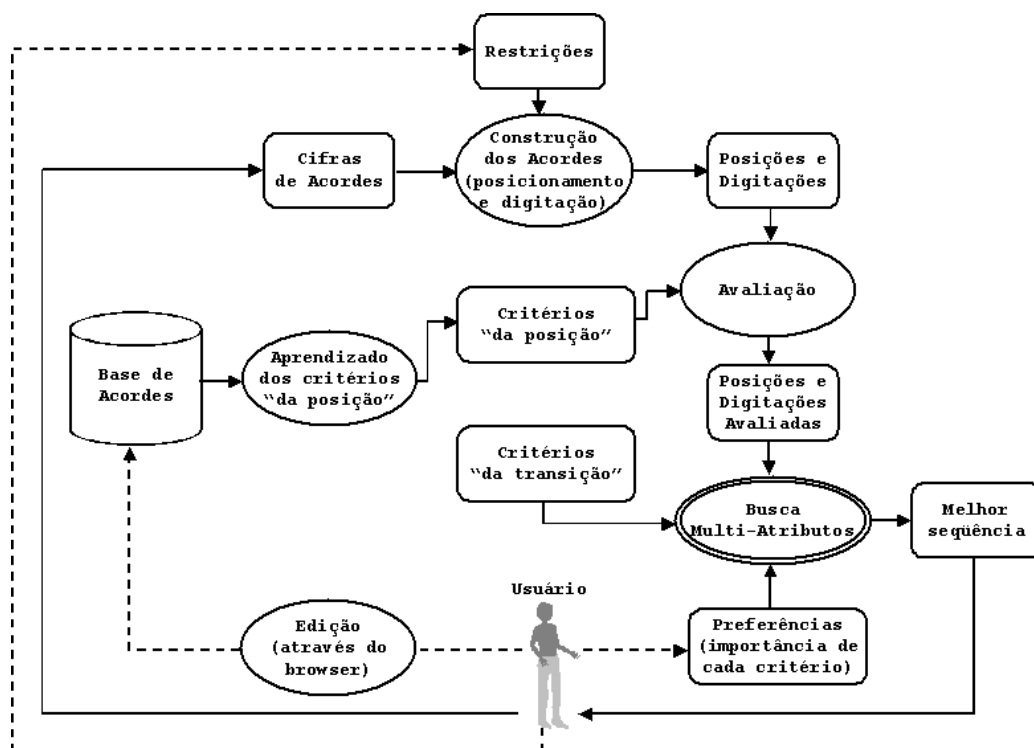 Restrições
Cifras
de Acordes
Construção
dos Acordes
(posicionamento
e digitação)
Posições e
Digitações
Avaliação
Critérios
“da posição”
Base de
Acordes
Aprendizado
dos critérios
“da posição”
Posições e
Digitações
Avaliadas
Critérios
“da transição”
Busca
Multi-Atributos
Melhor
seqüência
Usuário
Edição
(através do
browser)
Preferências
(importância de
cada critério)